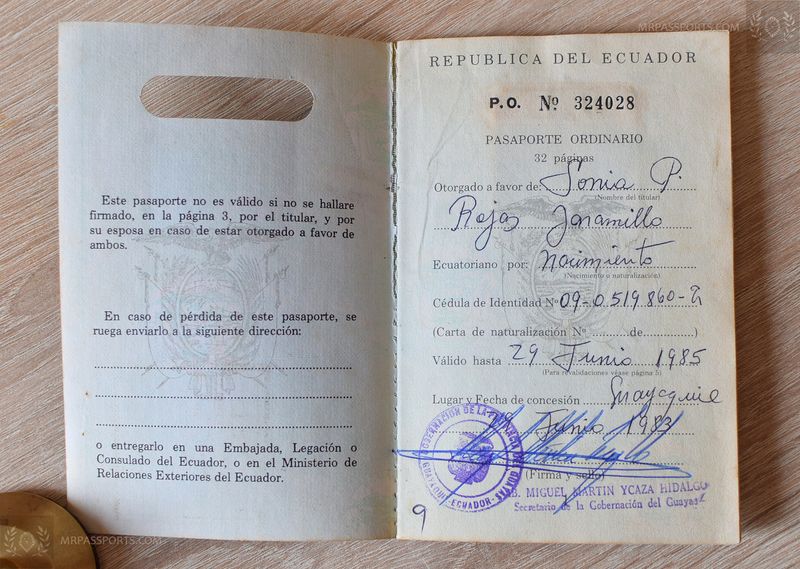 MRPASSPORTS.COM
Este pasaporte no es válido si no se hallare
firmado, en la página 3, por el titular, y por
su esposa en caso de estar otorgado a favor de
ambos.
En caso de pérdida de este pasaporte, se
ruega enviarlo a la siguiente dirección:
o entregarlo en una Embajada, Legación o
Consulado del Ecuador, o en el Ministerio de
Relaciones Exteriores del Ecuador.
REPUBLICA DEL ECUADOR
P.O. Nº 324028
PASAPORTE ORDINARIO
32 páginas
Otorgado a favor de: Sonia P.
(Nombre del titular)
Rojas Jaramillo
Ecuatoriano por: nacimiento
(Nacimiento o naturalización)
Cédula de Identidad Nº 09-0519860-2
(Carta de naturalización Nº ........ de ............)
Válido hasta 29 Junio 1985
(Para revalidaciones véase página 5)
Lugar y Fecha de concesión Guayaquil
Junio 1983
(Firma y sello)
GOBERNACIÓN DE LA
ECUADOR
AB. MIGUEL MARTIN YCAZA HIDALGO
Secretario de la Gobernación del Guayas
9
MRPASSPORTS.COM